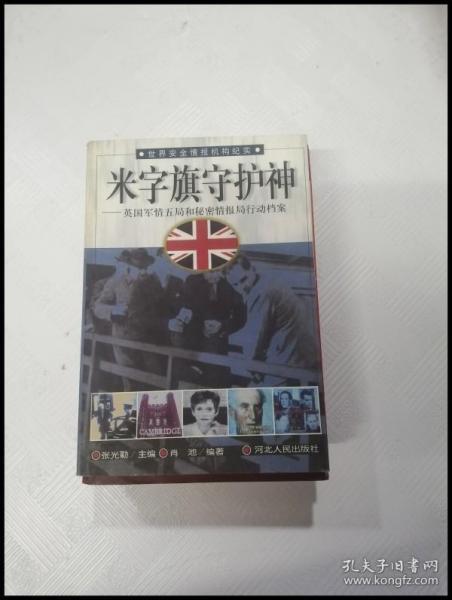 ●世界安全情报机构纪实●
米字旗守护神
——英国军情五局和秘密情报局行动档案
CAMBRIDGE
张光勤/主编 肖 池/编著 河北人民出版社
孔夫子旧书网
www.kongfz.com